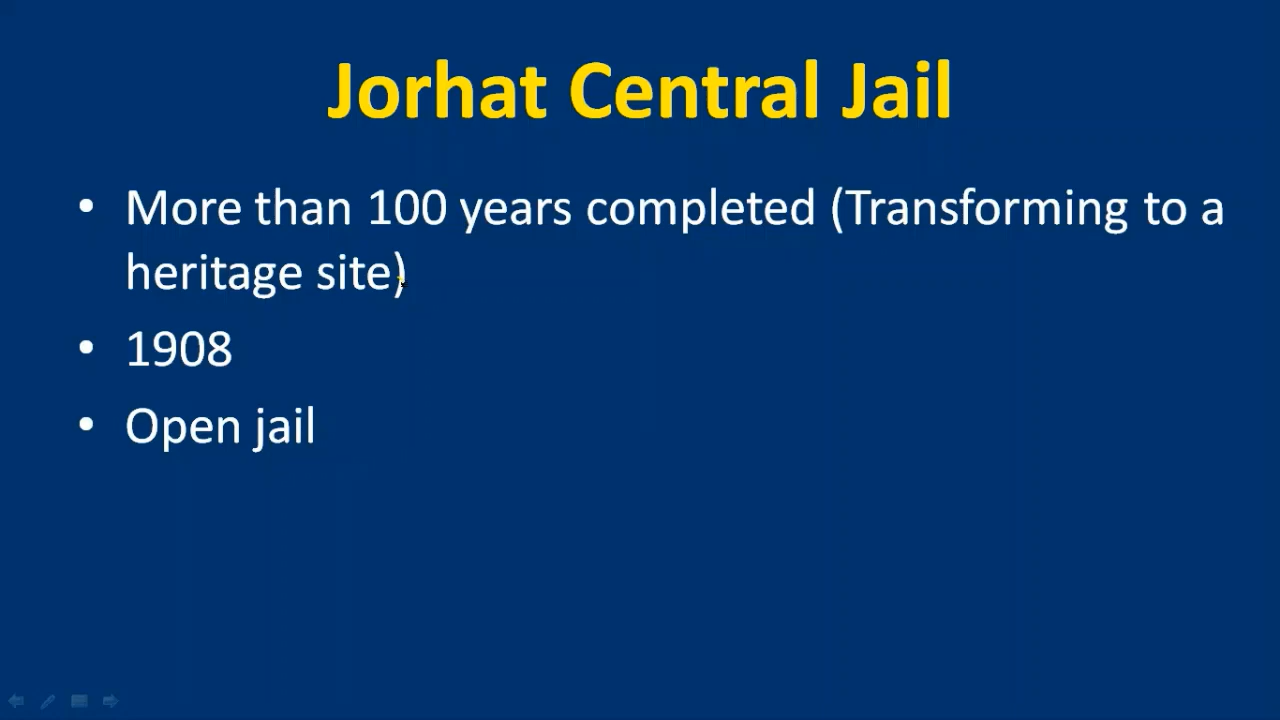 Jorhat Central Jail
• More than 100 years completed (Transforming to a
heritage site)
• 1908
• Open jail